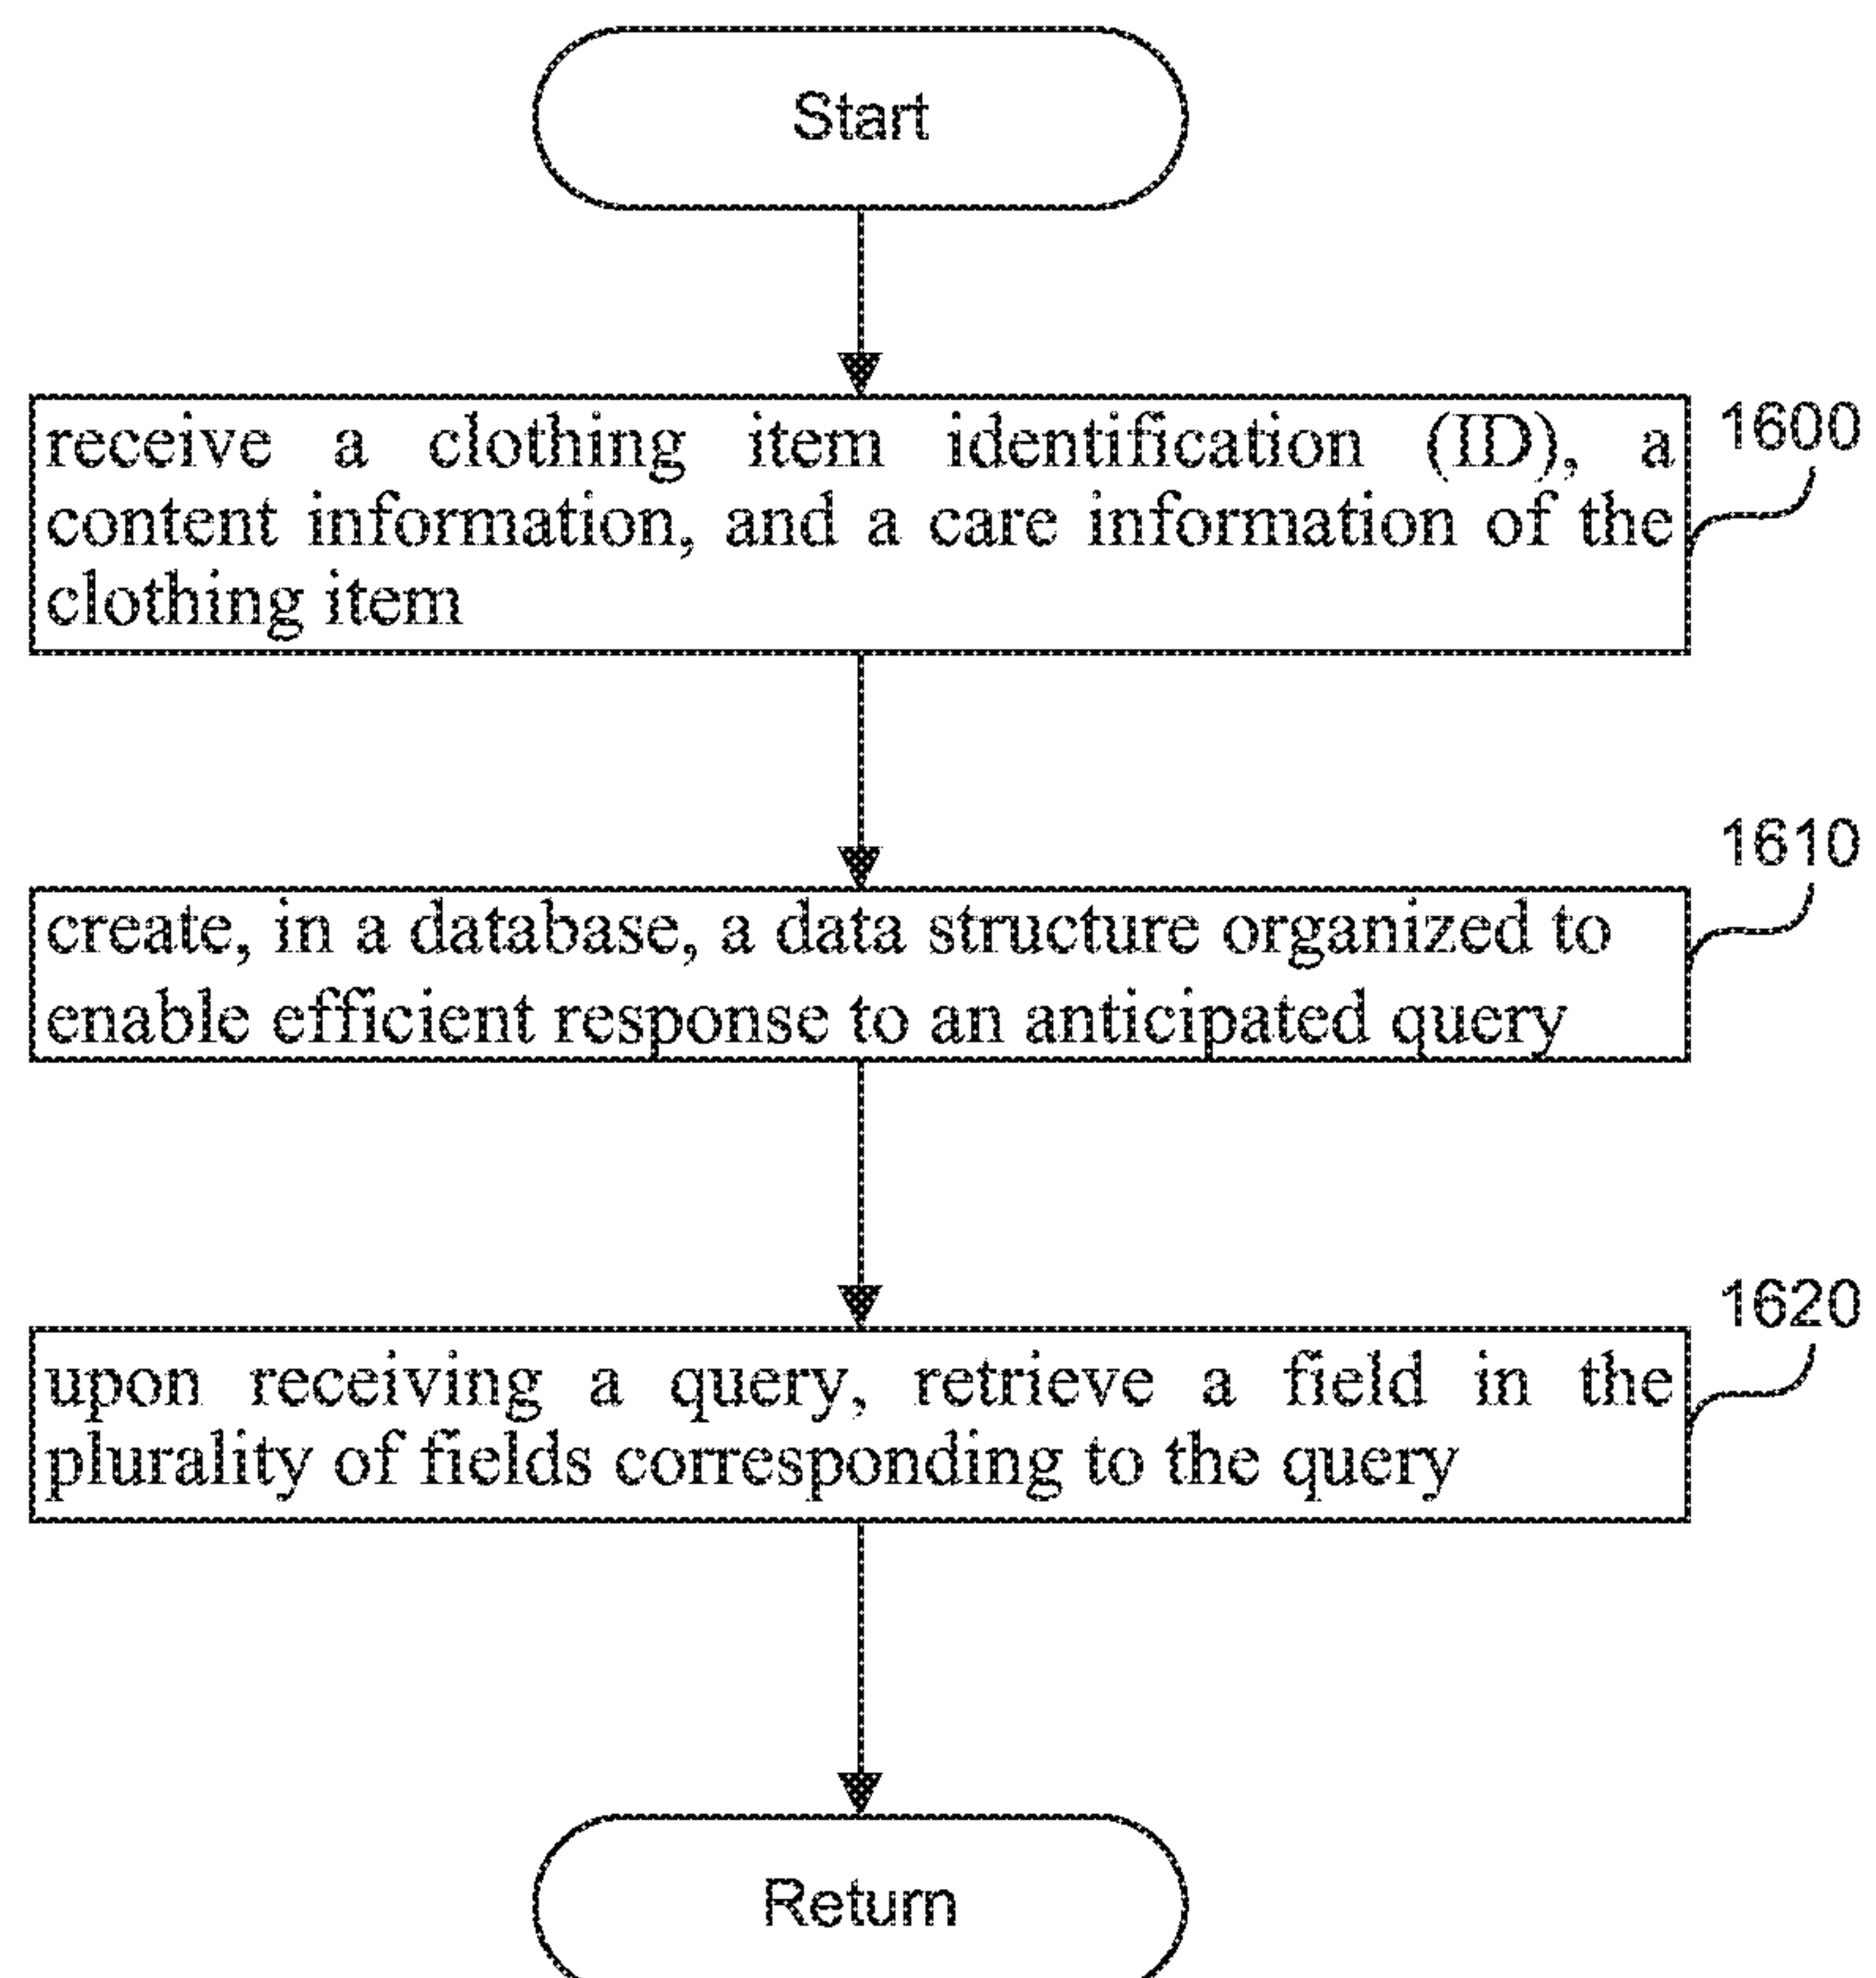 Start
receive a clothing item identification (ID), a
content information, and a care information of the
clothing item
1600
1610
create, in a database, a data structure organized to
enable efficient response to an anticipated query
1620
upon receiving a query, retrieve a field in the
plurality of fields corresponding to the query
Return